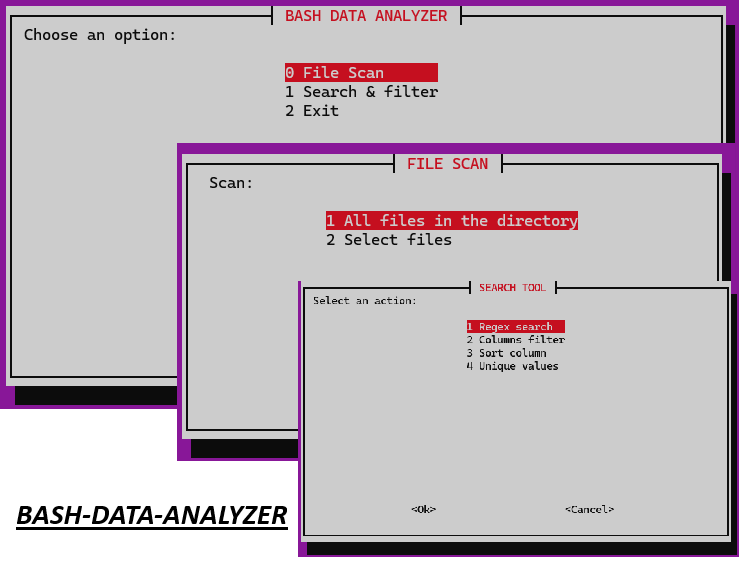 BASH DATA ANALYZER
Choose an option:
0 File Scan
1 Search & filter
2 Exit
FILE SCAN
Scan:
1 All files in the directory
2 Select files
SEARCH TOOL
Select an action:
1 Regex search
2 Columns filter
3 Sort column
4 Unique values
<Ok> <Cancel>
BASH-DATA-ANALYZER